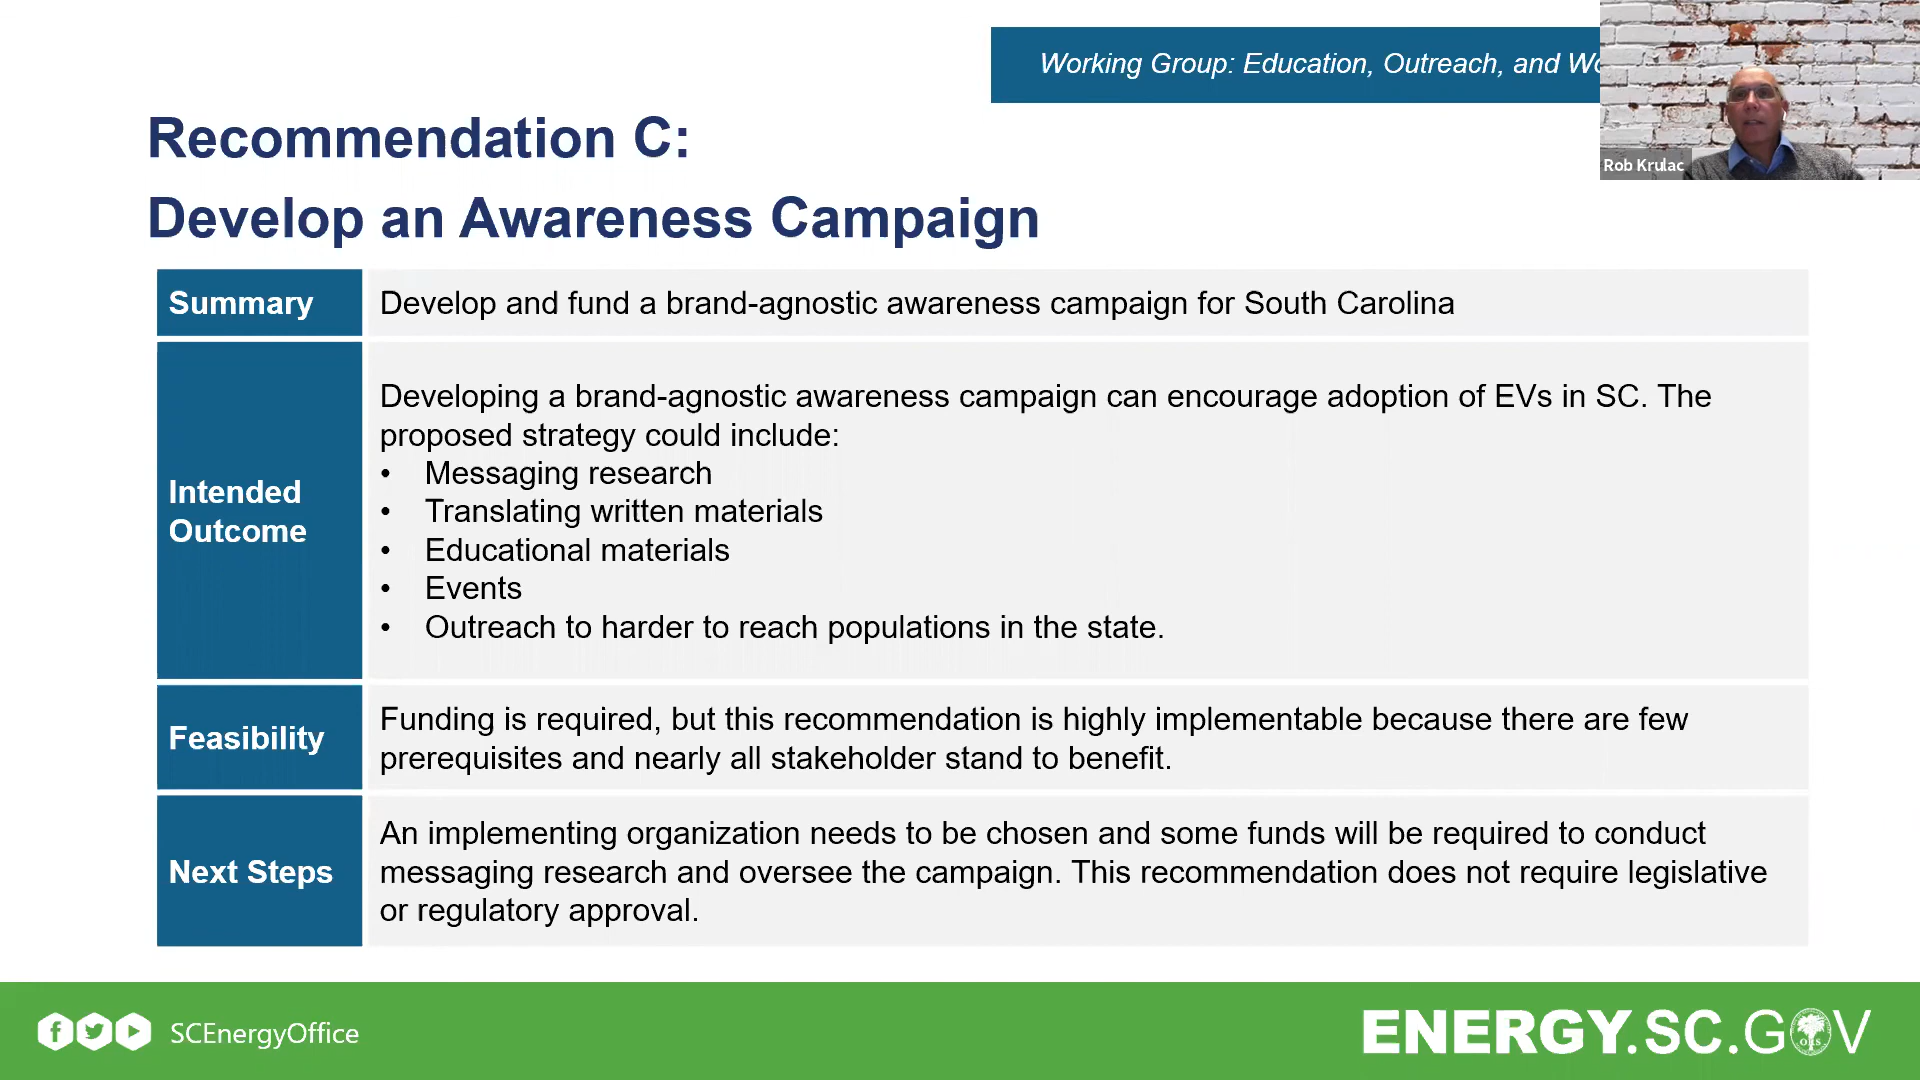 Working Group: Education, Outreach, and
Rob Krulac
Recommendation C:
Develop an Awareness Campaign
Summary
Develop and fund a brand-agnostic awareness campaign for South Carolina
Intended
Outcome
Developing a brand-agnostic awareness campaign can encourage adoption of EVs in SC. The
proposed strategy could include:
• Messaging research
• Translating written materials
• Educational materials
• Events
• Outreach to harder to reach populations in the state.
Feasibility
Funding is required, but this recommendation is highly implementable because there are few
prerequisites and nearly all stakeholder stand to benefit.
Next Steps
An implementing organization needs to be chosen and some funds will be required to conduct
messaging research and oversee the campaign. This recommendation does not require legislative
or regulatory approval.
SCEnergyOffice
ENERGY.SC.GOV